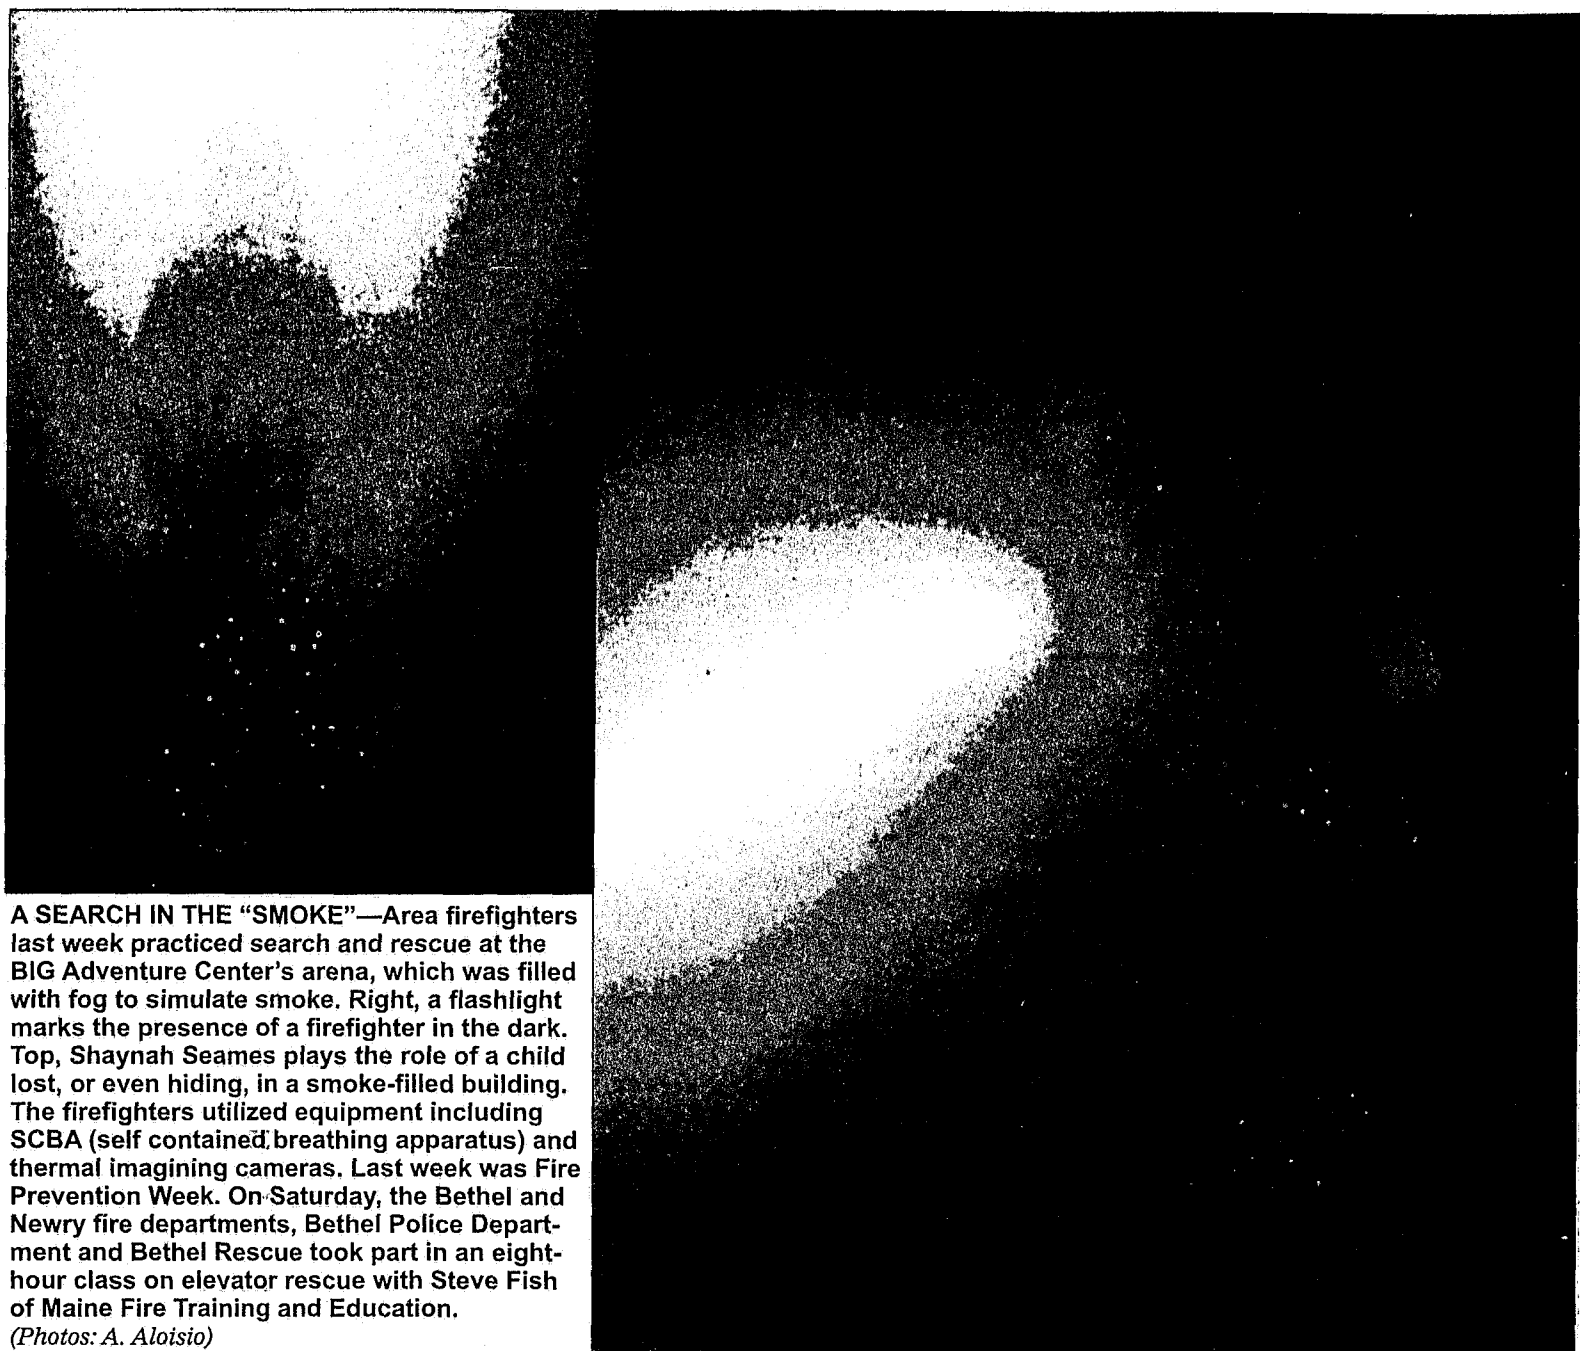 A SEARCH IN THE “SMOKE”—Area firefighters
last week practiced search and rescue at the
BIG Adventure Center's arena, which was filled
with fog to simulate smoke. Right, a flashlight
marks the presence of a firefighter in the dark.
Top, Shaynah Seames plays the role of a child
lost, or even hiding, in a smoke-filled building.
The firefighters utilized equipment including
SCBA (self contained breathing apparatus) and
thermal imagining cameras. Last week was Fire
Prevention Week. On Saturday, the Bethel and
Newry fire departments, Bethel Police Depart-
ment and Bethel Rescue took part in an eight-
hour class on elevator rescue with Steve Fish
of Maine Fire Training and Education.
(Photos: A. Aloisio)